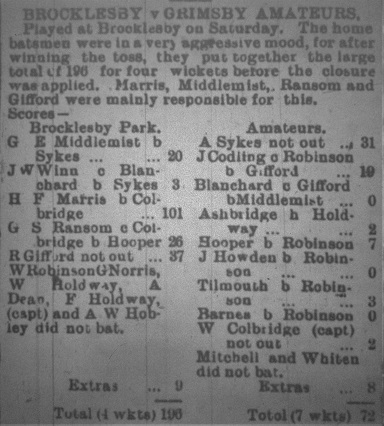 BROCKLESBY v GRIMSBY AMATEURS,
Played at Brocklesby on Saturday. The home
batsmen were in a very aggressive mood, for after
winning the toss, they put together the large
total of 196 for four wickets before the closure
was applied. Marris, Middlemist, Ransom and
Gifford were mainly responsible for this.
Scores—
Brocklesby Park.
G E Middlemist b
Sykes ... ... 20
J W Winn c Blan-
chard b Sykes 3
H F Marris b Col-
bridge ... 101
G S Ransom c Col-
bridge b Hooper 26
R Gifford not out ... 37
W Robinson G Norris,
W Holdway, A
Dean, F Holdway,
(capt) and A W Hob-
ley did not bat.
Extras ... 9
Total (4 wkts) 196
Amateurs.
A Sykes not out ... 31
J Codling c Robinson
b Gifford ... 19
Blanchard c Gifford
b Middlemist ... 0
Ashbridge h Hold-
way ... ... 2
Hooper b Robinson 7
J Howden b Robin-
son ... ... 0
Tilmouth b Robin-
son ... ... 3
Barnes b Robinson 0
W Colbridge (capt)
not out ... 2
Mitchell and Whiten
did not bat.
Extras ... 8
Totol (7 wkts) 72